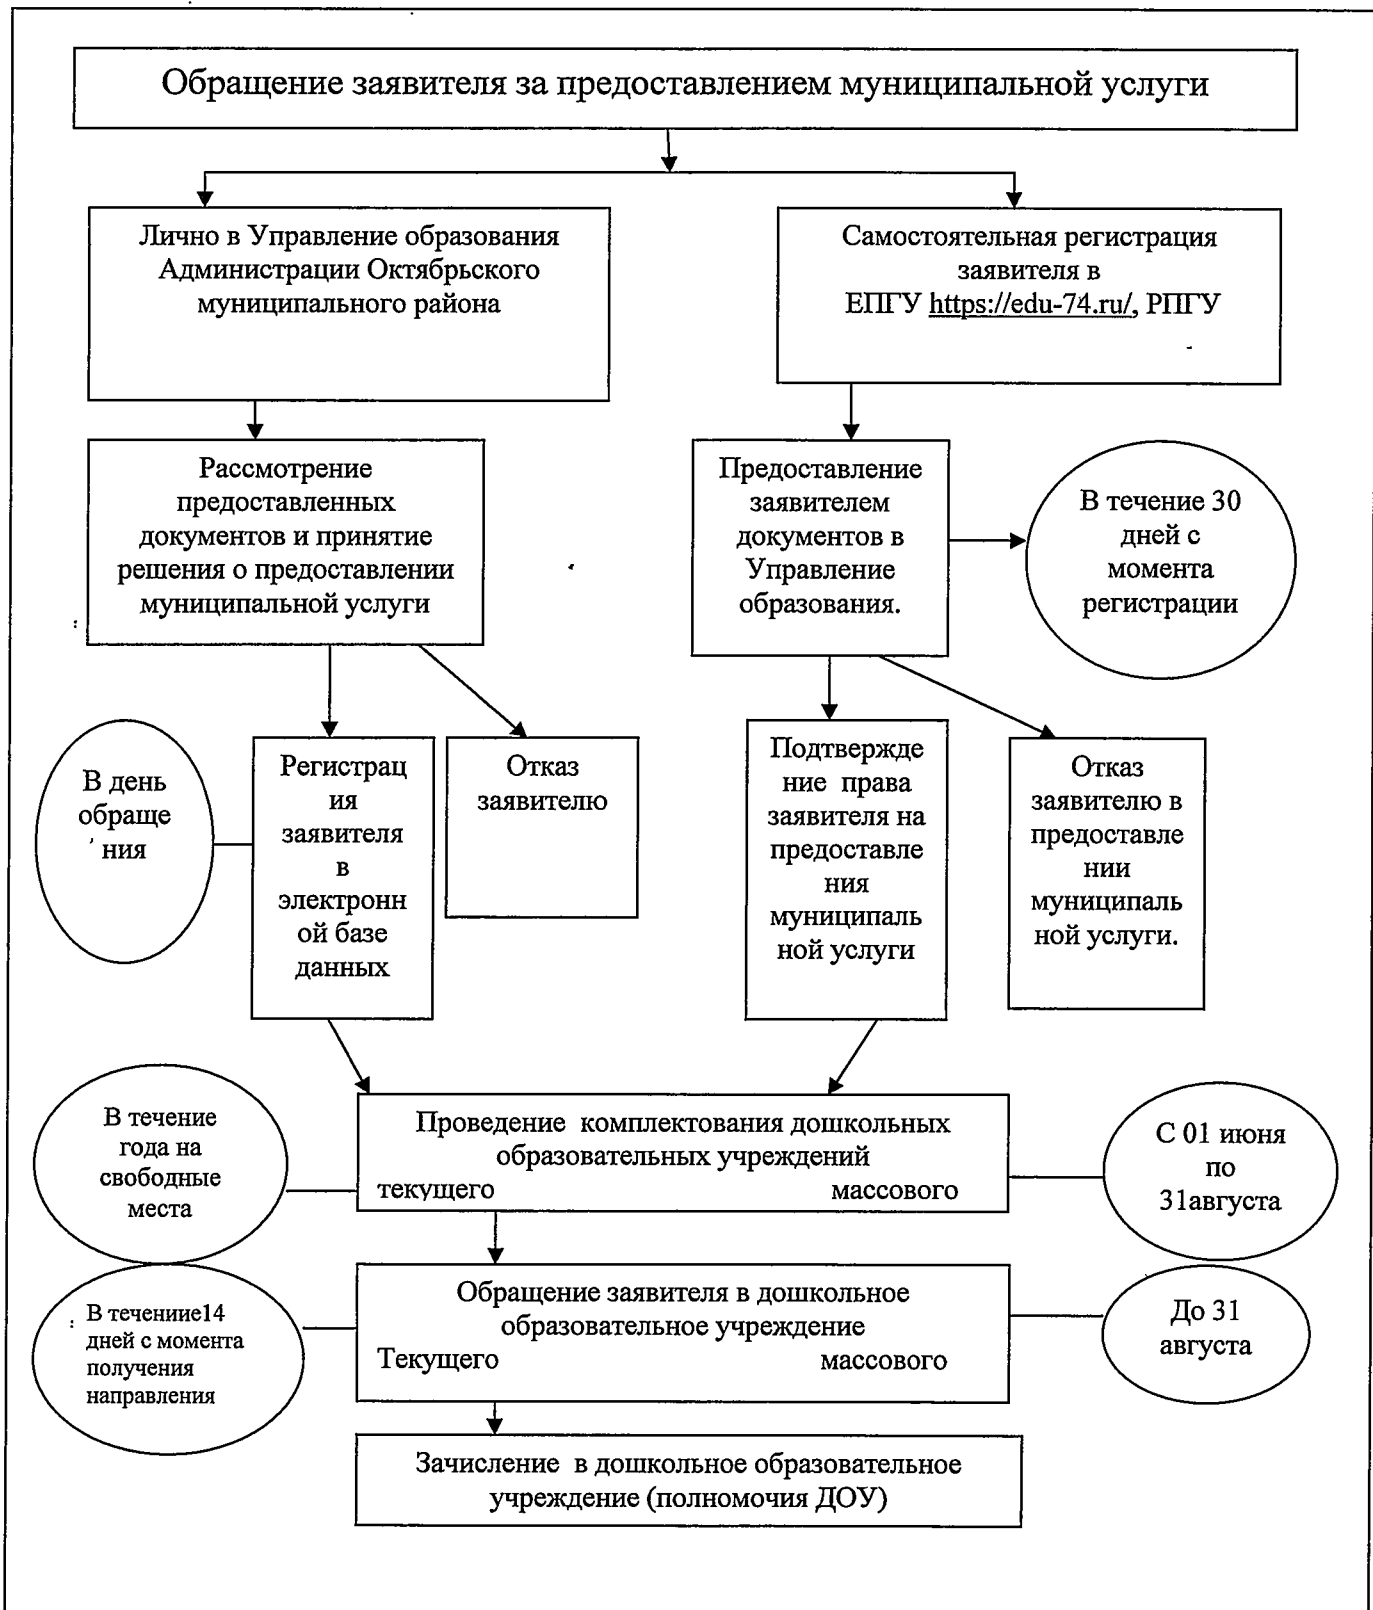 Обращение заявителя за предоставлением муниципальной услуги
Лично в Управление образования
Администрации Октябрьского
муниципального района
Самостоятельная регистрация
заявителя в
ЕПГУ https://edu-74.ru/, РПГУ
Рассмотрение
предоставленных
документов и принятие
решения о предоставлении
муниципальной услуги
Предоставление
заявителем
документов в
Управление
образования.
В течение 30
дней с
момента
регистрации
В день
обраще
ния
Регистрац
ия
заявителя
в
электронн
ой базе
данных
Отказ
заявителю
Подтвержде
ние права
заявителя на
предоставле
ния
муниципаль
ной услуги
Отказ
заявителю в
предоставле
нии
муниципаль
ной услуги.
В течение
года на
свободные
места
Проведение комплектования дошкольных
образовательных учреждений
текущего массового
С 01 июня
по
31августа
В течениие14
дней с момента
получения
направления
Обращение заявителя в дошкольное
образовательное учреждение
Текущего массового
До 31
августа
Зачисление в дошкольное образовательное
учреждение (полномочия ДОУ)